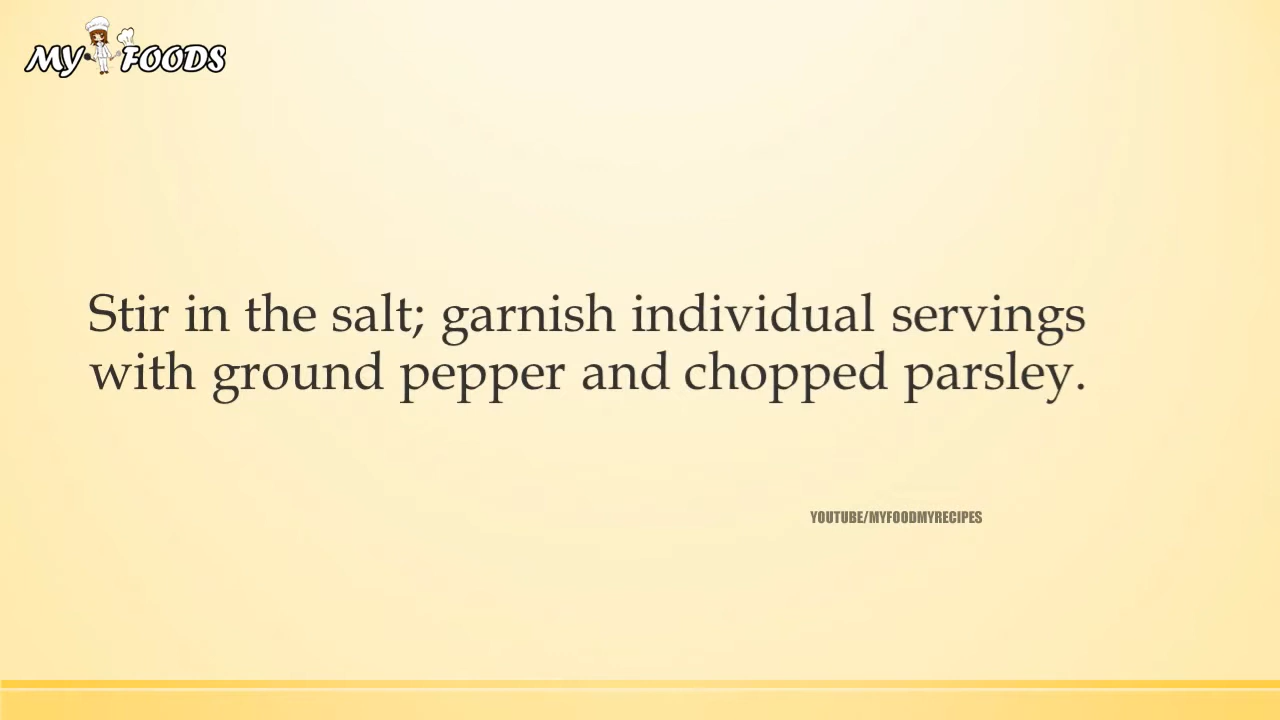 MY FOODS
Stir in the salt; garnish individual servings
with ground pepper and chopped parsley.
YOUTUBE/MYFOODMYRECIPES